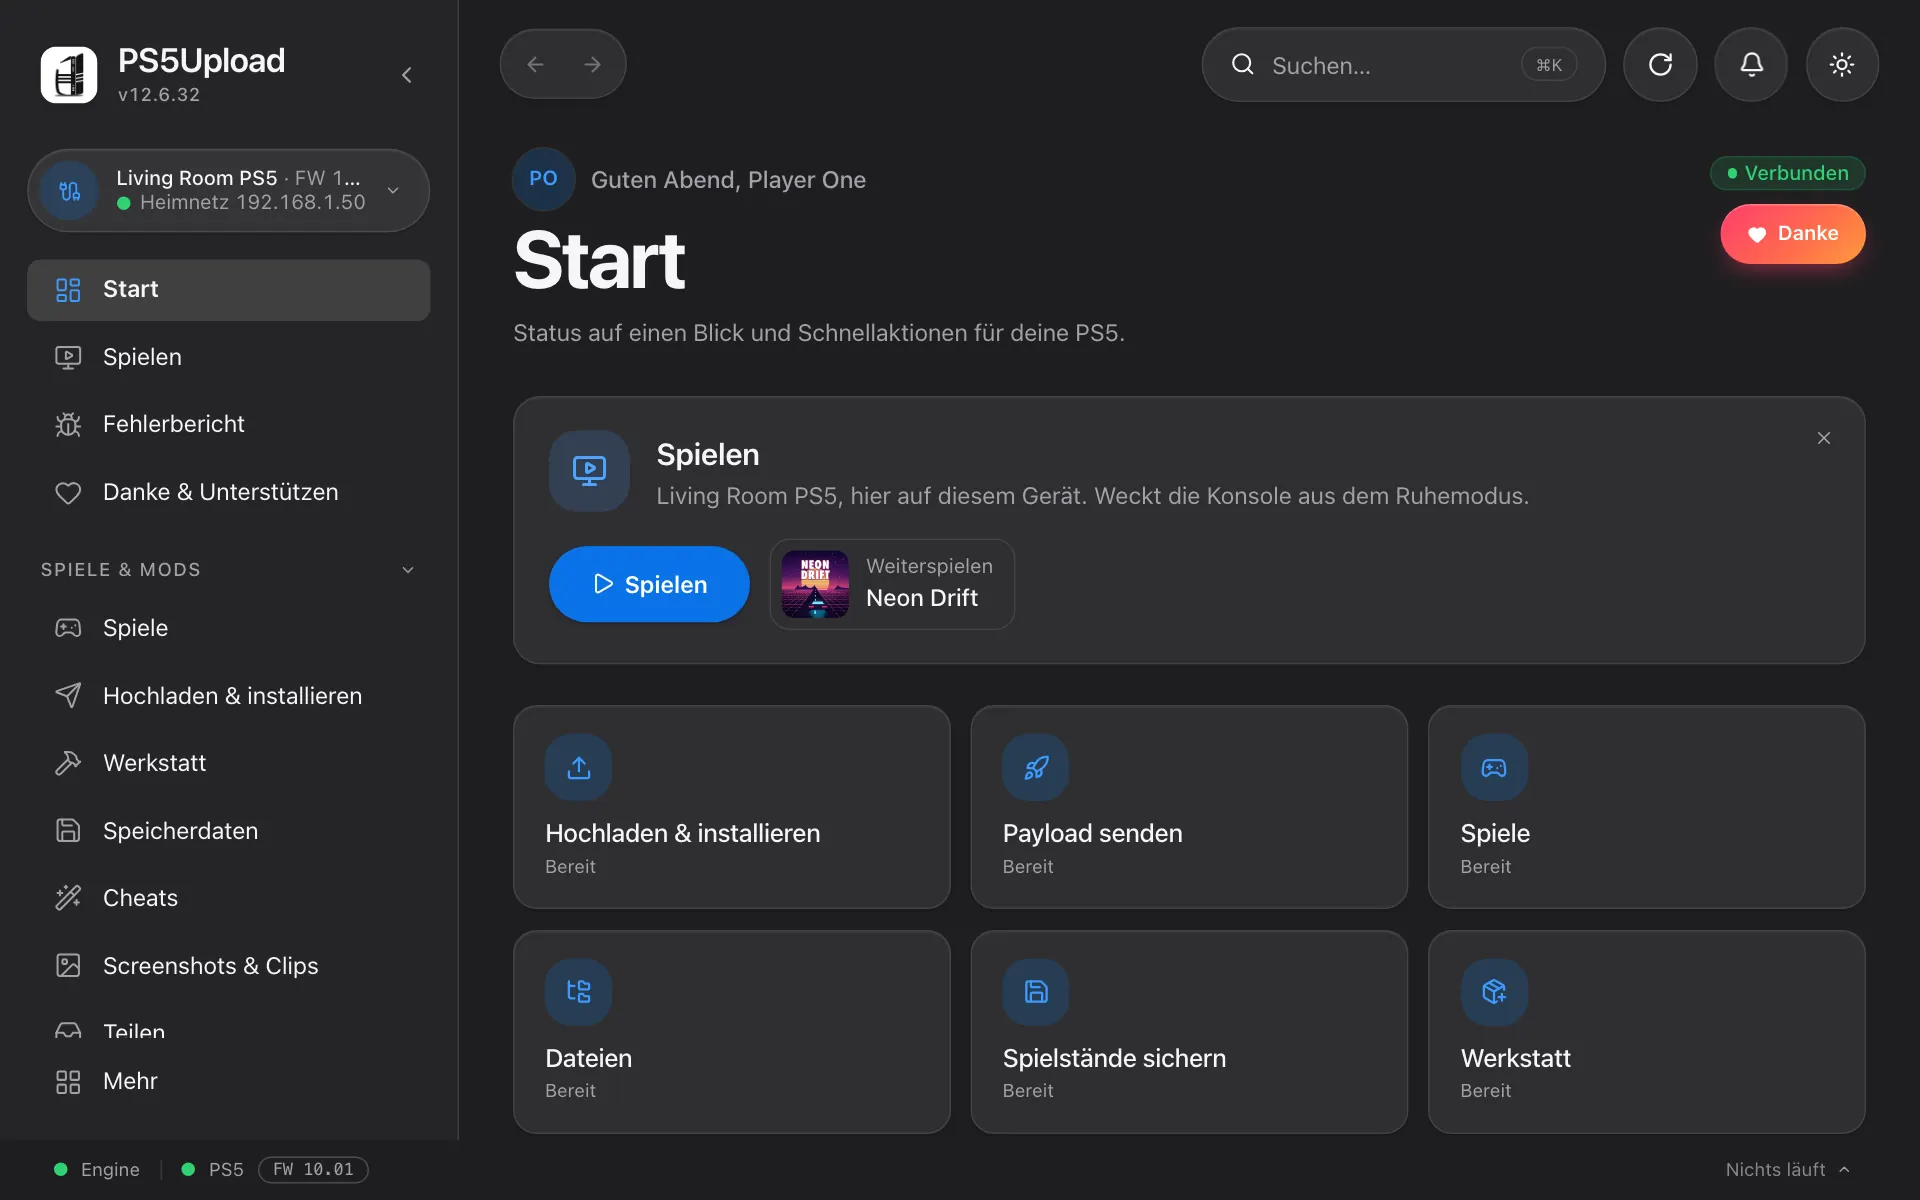 PS5Upload
v12.6.32
Living Room PS5 · FW 1...
Heimnetz 192.168.1.50
Start
Spielen
Fehlerbericht
Danke & Unterstützen
SPIELE & MODS
Spiele
Hochladen & installieren
Werkstatt
Speicherdaten
Cheats
Screenshots & Clips
Teilen
Mehr
Suchen...
⌘K
PO
Guten Abend, Player One
Verbunden
Danke
Start
Status auf einen Blick und Schnellaktionen für deine PS5.
Spielen
Living Room PS5, hier auf diesem Gerät. Weckt die Konsole aus dem Ruhemodus.
Spielen
NEON
DRIFT
Weiterspielen
Neon Drift
Hochladen & installieren
Bereit
Payload senden
Bereit
Spiele
Bereit
Dateien
Bereit
Spielstände sichern
Bereit
Werkstatt
Bereit
Engine
PS5
FW 10.01
Nichts läuft